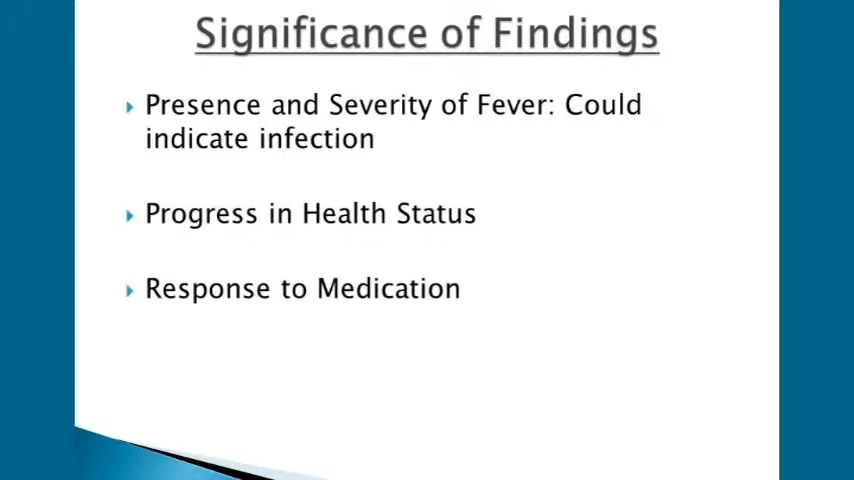 Significance of Findings
Presence and Severity of Fever: Could
indicate infection
Progress in Health Status
Response to Medication